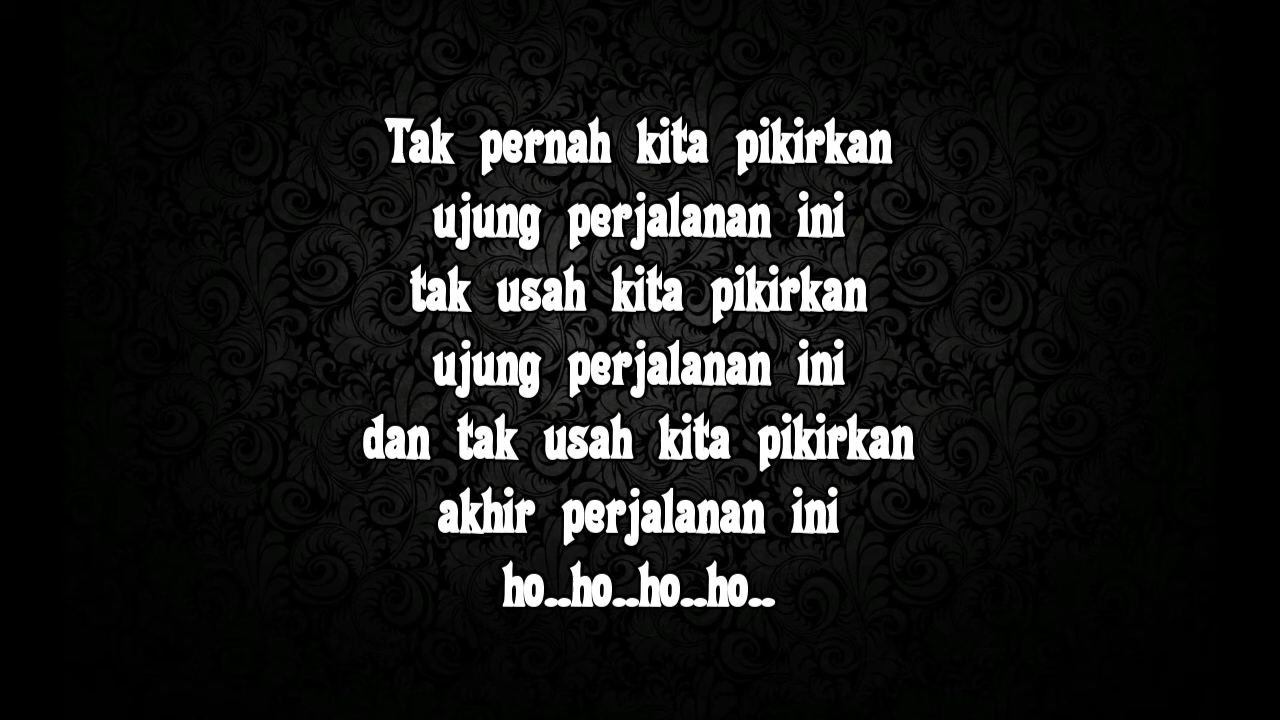 Tak pernah kita pikirkan
ujung perjalanan ini
tak usah kita pikirkan
ujung perjalanan ini
dan tak usah kita pikirkan
akhir perjalanan ini
ho..ho..ho..ho..